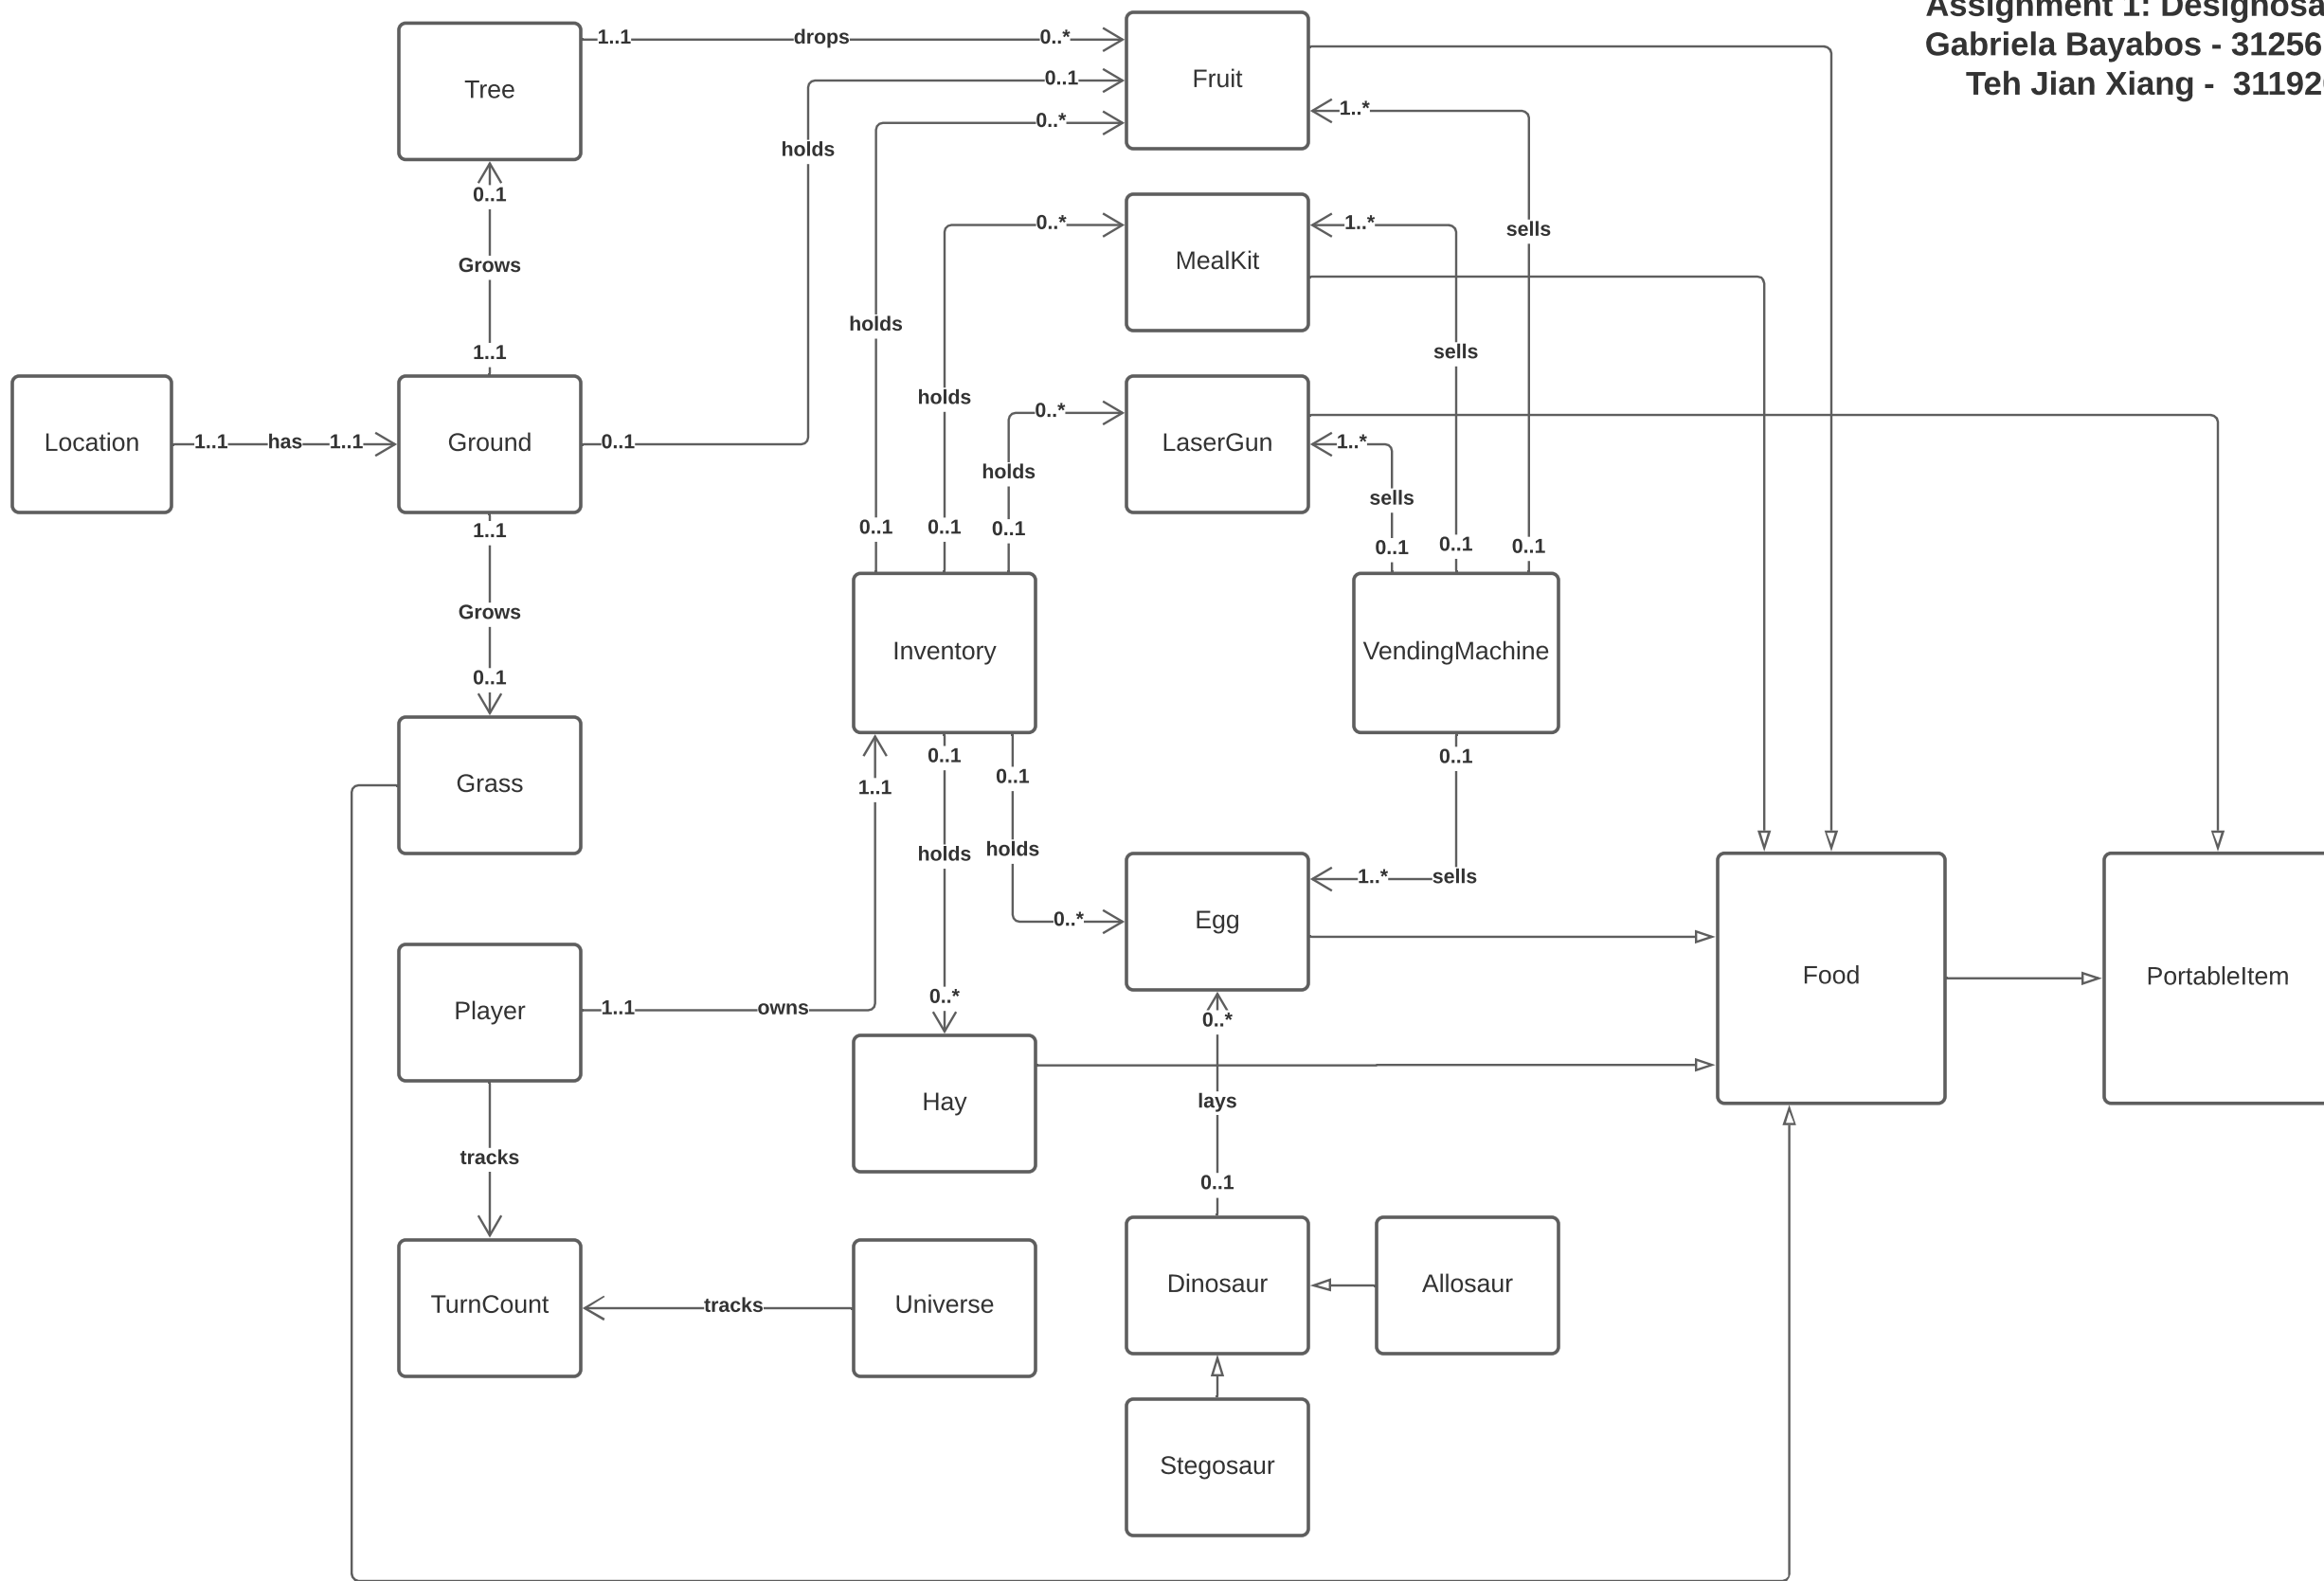 Assignment 1: Designosa
Gabriela Bayabos - 31256
Teh Jian Xiang - 31192
Tree
1..1
drops
0..*
Fruit
0..1
holds
0..*
1..*
0..1
Grows
1..1
holds
0..*
MealKit
1..*
sells
sells
holds
Location
1..1
has
1..1
Ground
0..1
0..*
holds
LaserGun
1..*
sells
1..1
0..1
0..1
0..1
0..1
0..1
0..1
Grows
0..1
Inventory
VendingMachine
Grass
1..1
0..1
0..1
0..1
holds
holds
1..*
sells
0..*
Egg
Food
PortableItem
Player
1..1
owns
0..*
0..*
Hay
lays
tracks
0..1
TurnCount
tracks
Universe
Dinosaur
Allosaur
Stegosaur